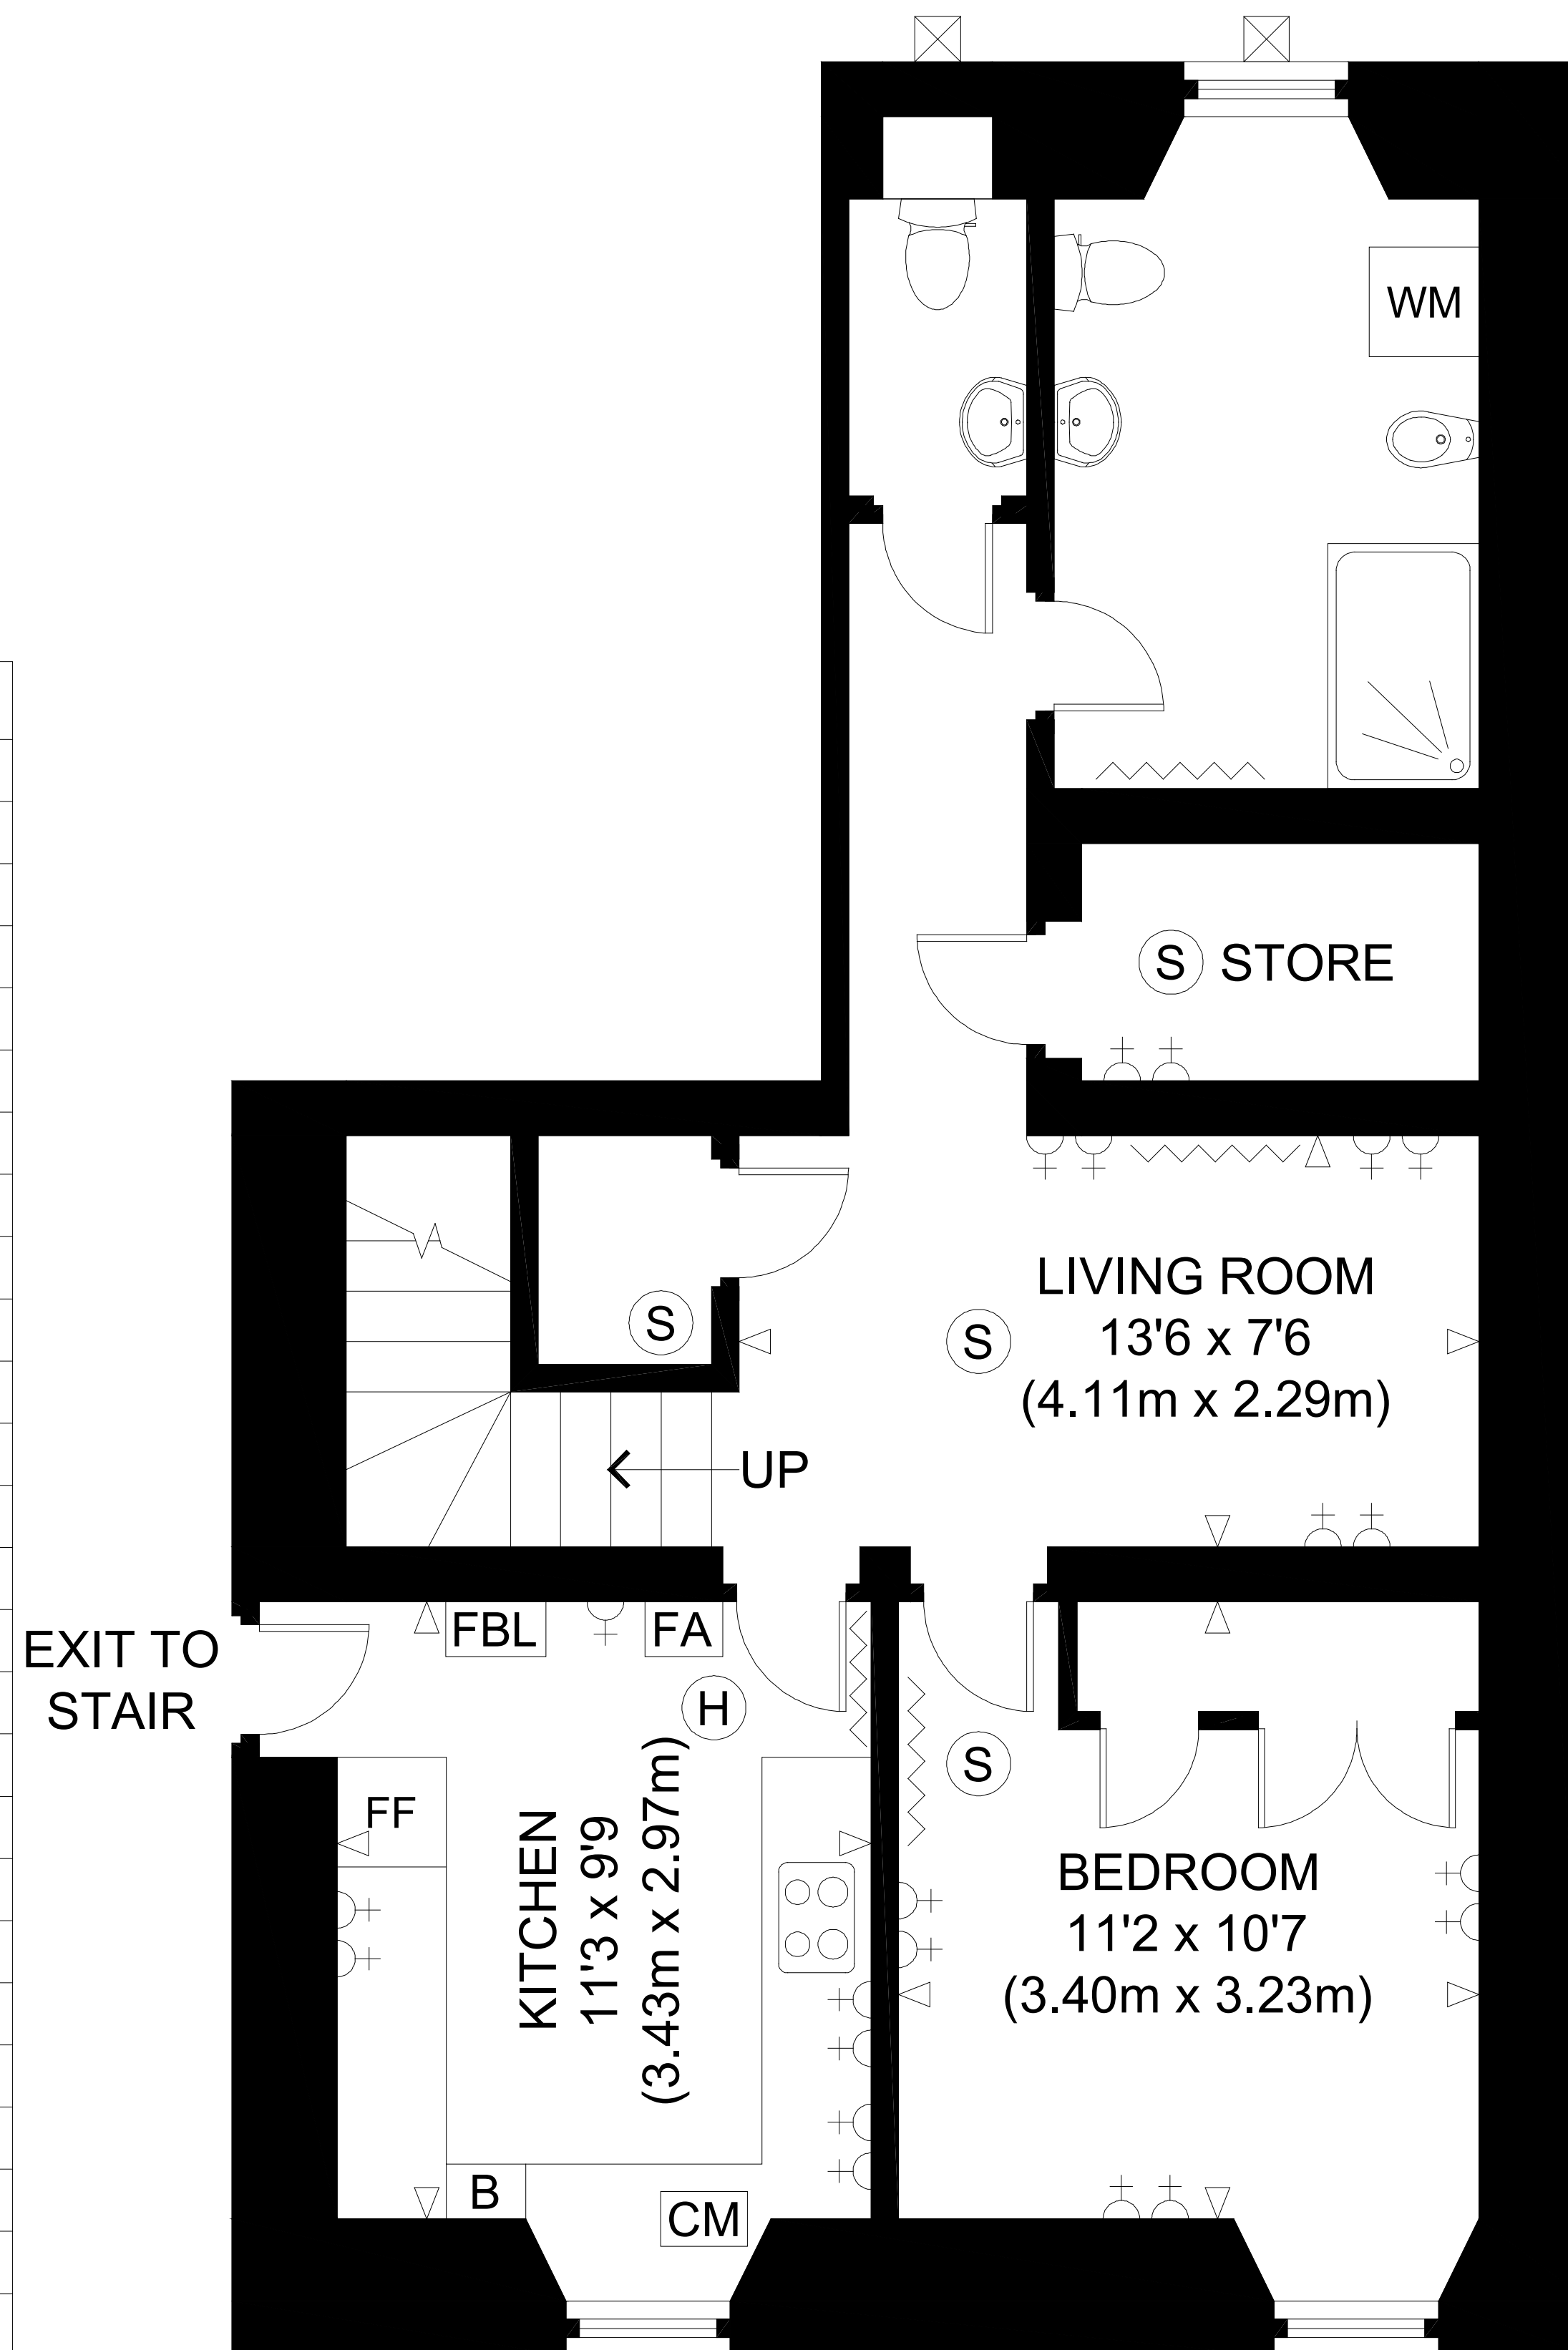 WM
S STORE
LIVING ROOM
13'6 x 7'6
(4.11m x 2.29m)
S
S
UP
EXIT TO
STAIR
FBL
FA
H
S
FF
KITCHEN
11'3 x 9'9
(3.43m x 2.97m)
BEDROOM
11'2 x 10'7
(3.40m x 3.23m)
B
CM